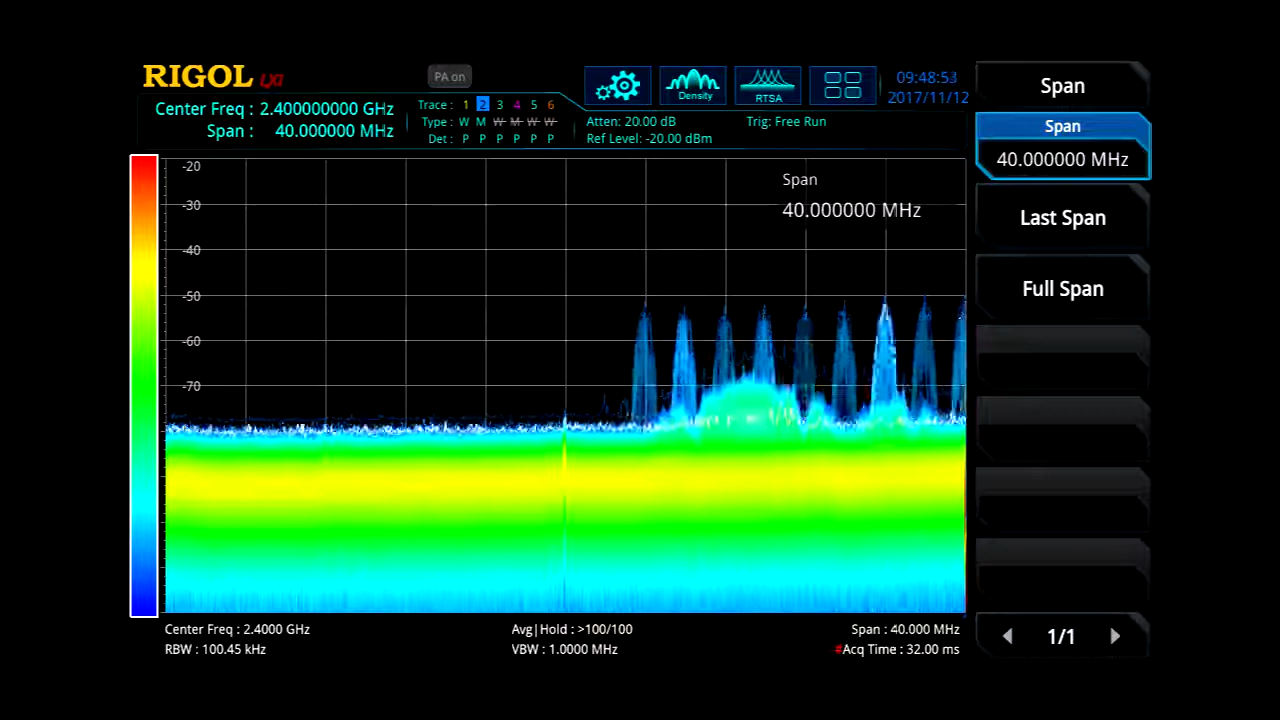 RIGOL LXI
PA on
Density
RTSA
09:48:53
2017/11/12
Center Freq : 2.400000000 GHz
Span : 40.000000 MHz
Trace : 1 2 3 4 5 6
Type : W M W M W W
Det : P P P P P P
Atten: 20.00 dB
Trig: Free Run
Ref Level: -20.00 dBm
Span
Span
40.000000 MHz
Last Span
Full Span
1/1
-20
-30
-40
-50
-60
-70
Span
40.000000 MHz
Center Freq : 2.4000 GHz
Avg|Hold : >100/100
Span : 40.000 MHz
RBW : 100.45 kHz
VBW : 1.0000 MHz
#Acq Time : 32.00 ms